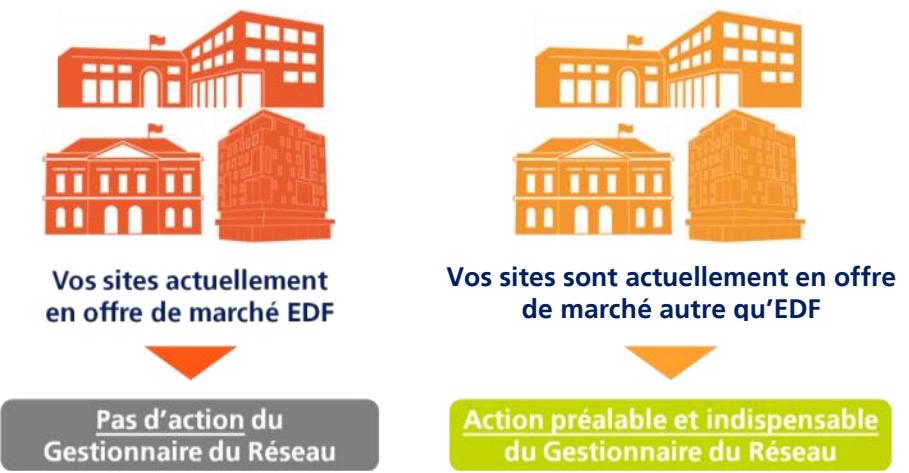 Vos sites actuellement
en offre de marché EDF
Pas d'action du
Gestionnaire du Réseau
Vos sites sont actuellement en offre
de marché autre qu'EDF
Action préalable et indispensable
du Gestionnaire du Réseau